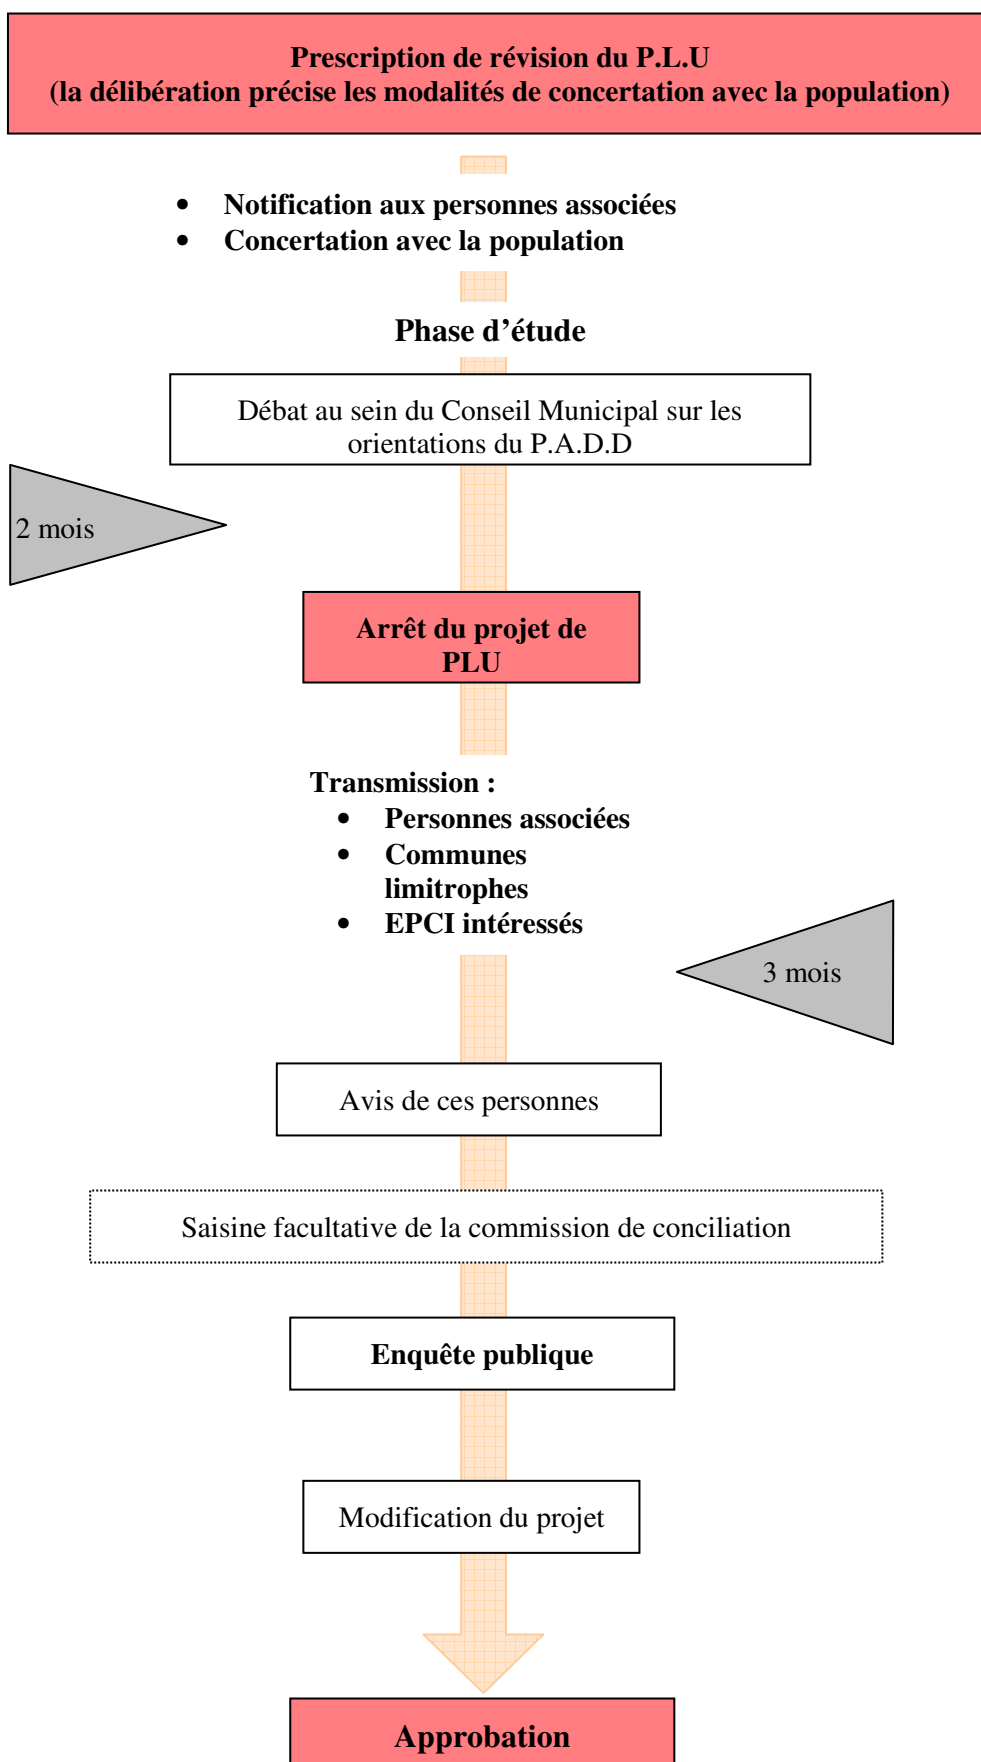 Prescription de révision du P.L.U
(la délibération précise les modalités de concertation avec la population)
• Notification aux personnes associées
• Concertation avec la population
Phase d’étude
Débat au sein du Conseil Municipal sur les
orientations du P.A.D.D
2 mois
Arrêt du projet de
PLU
Transmission :
• Personnes associées
• Communes
limitrophes
• EPCI intéressés
3 mois
Avis de ces personnes
Saisine facultative de la commission de conciliation
Enquête publique
Modification du projet
Approbation